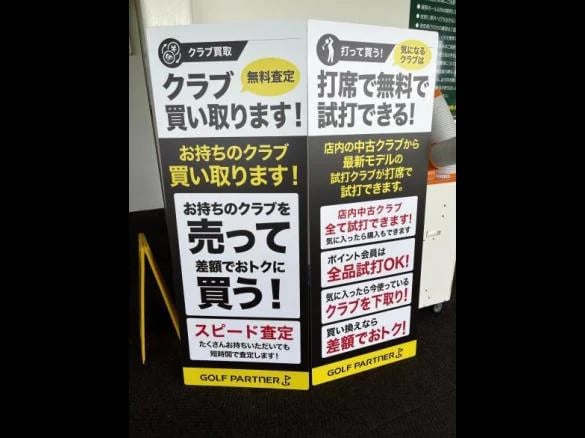 クラブ買取
クラブ
無料査定
買い取ります!
お持ちのクラブ
買い取ります!
お持ちのクラブを
売って
差額でおトクに
買う!
スピード査定
たくさんお持ちいただいても
短時間で査定します!
GOLF PARTNER
打って買う!
気になる
クラブは
打席で無料で
試打できる!
店内の中古クラブから
最新モデルの
試打クラブが打席で
試打できます。
店内中古クラブ
全て試打できます!
気に入ったら購入もできます
ポイント会員は
全品試打OK!
気に入ったら今使っている
クラブを下取り!
買い換えなら
差額でおトク!
GOLF PARTNER